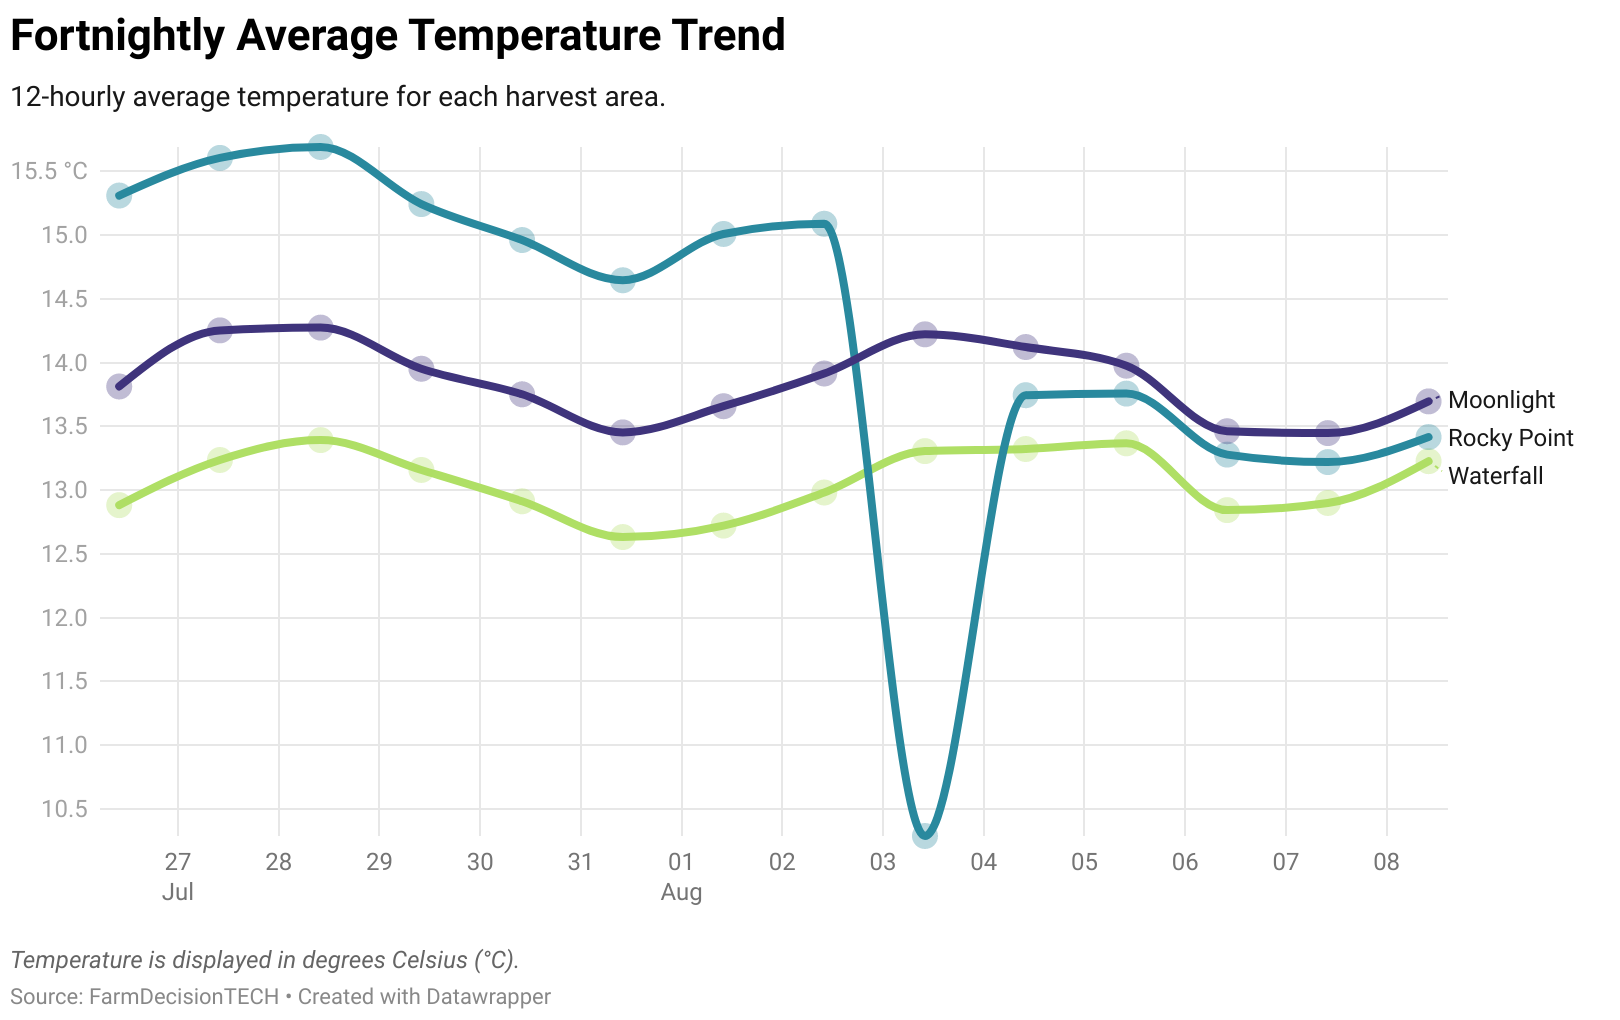 Fortnightly Average Temperature Trend
12-hourly average temperature for each harvest area.
15.5 °C
15.0
14.5
14.0
13.5
13.0
12.5
12.0
11.5
11.0
10.5
Moonlight
Rocky Point
Waterfall
27 28 29 30 31 01 02 03 04 05 06 07 08
Jul Aug
Temperature is displayed in degrees Celsius (°C).
Source: FarmDecisionTECH • Created with Datawrapper